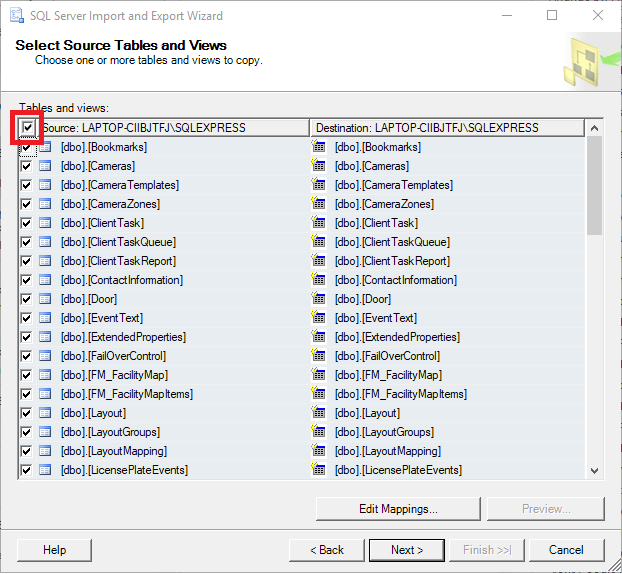 SQL Server Import and Export Wizard
Select Source Tables and Views
Choose one or more tables and views to copy.
Tables and views:
Source: LAPTOP-CIIBJTFJ\SQLEXPRESS Destination: LAPTOP-CIIBJTFJ\SQLEXPRESS
[dbo].[Bookmarks] [dbo].[Bookmarks]
[dbo].[Cameras] [dbo].[Cameras]
[dbo].[CameraTemplates] [dbo].[CameraTemplates]
[dbo].[CameraZones] [dbo].[CameraZones]
[dbo].[ClientTask] [dbo].[ClientTask]
[dbo].[ClientTaskQueue] [dbo].[ClientTaskQueue]
[dbo].[ClientTaskReport] [dbo].[ClientTaskReport]
[dbo].[ContactInformation] [dbo].[ContactInformation]
[dbo].[Door] [dbo].[Door]
[dbo].[EventText] [dbo].[EventText]
[dbo].[ExtendedProperties] [dbo].[ExtendedProperties]
[dbo].[FailOverControl] [dbo].[FailOverControl]
[dbo].[FM_FacilityMap] [dbo].[FM_FacilityMap]
[dbo].[FM_FacilityMapItems] [dbo].[FM_FacilityMapItems]
[dbo].[Layout] [dbo].[Layout]
[dbo].[LayoutGroups] [dbo].[LayoutGroups]
[dbo].[LayoutMapping] [dbo].[LayoutMapping]
[dbo].[LicensePlateEvents] [dbo].[LicensePlateEvents]
Edit Mappings... Preview...
Help < Back Next > Finish >>| Cancel